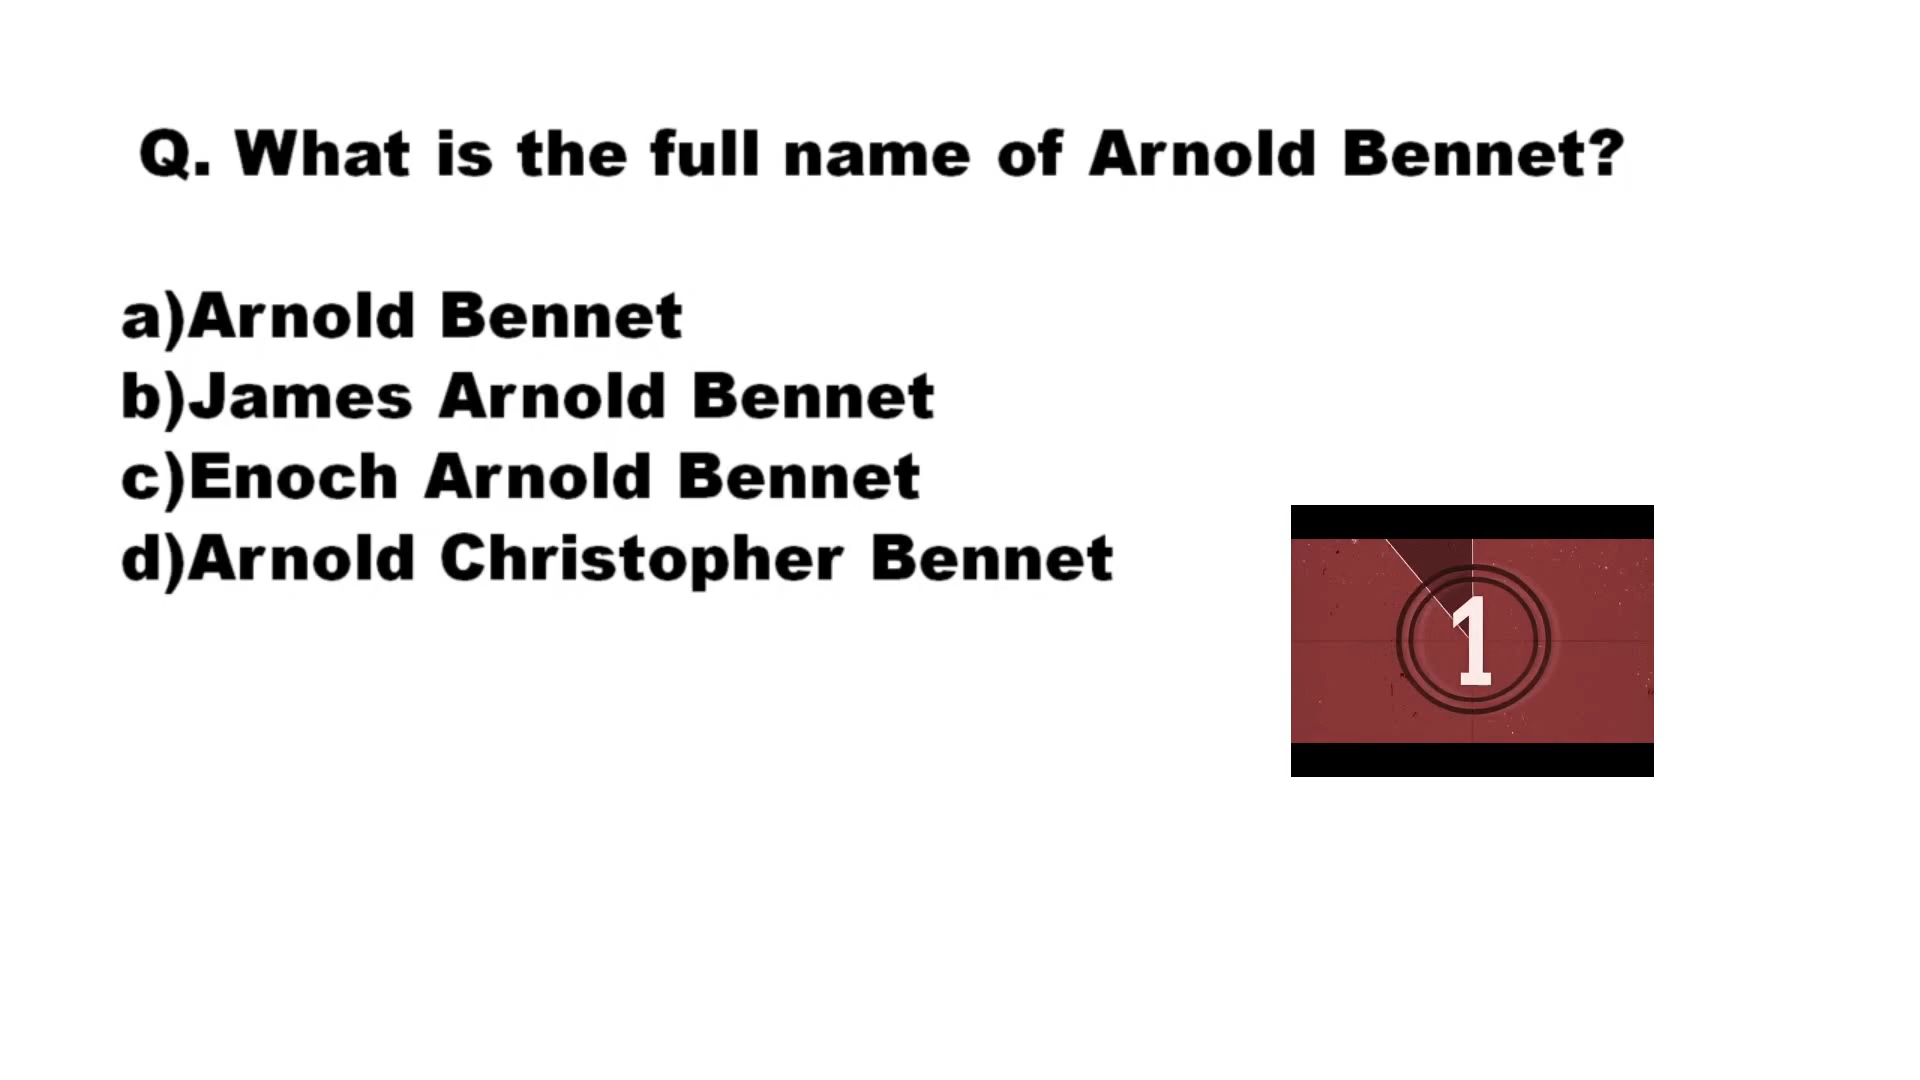 Q. What is the full name of Arnold Bennet?
a)Arnold Bennet
b)James Arnold Bennet
c)Enoch Arnold Bennet
d)Arnold Christopher Bennet
1